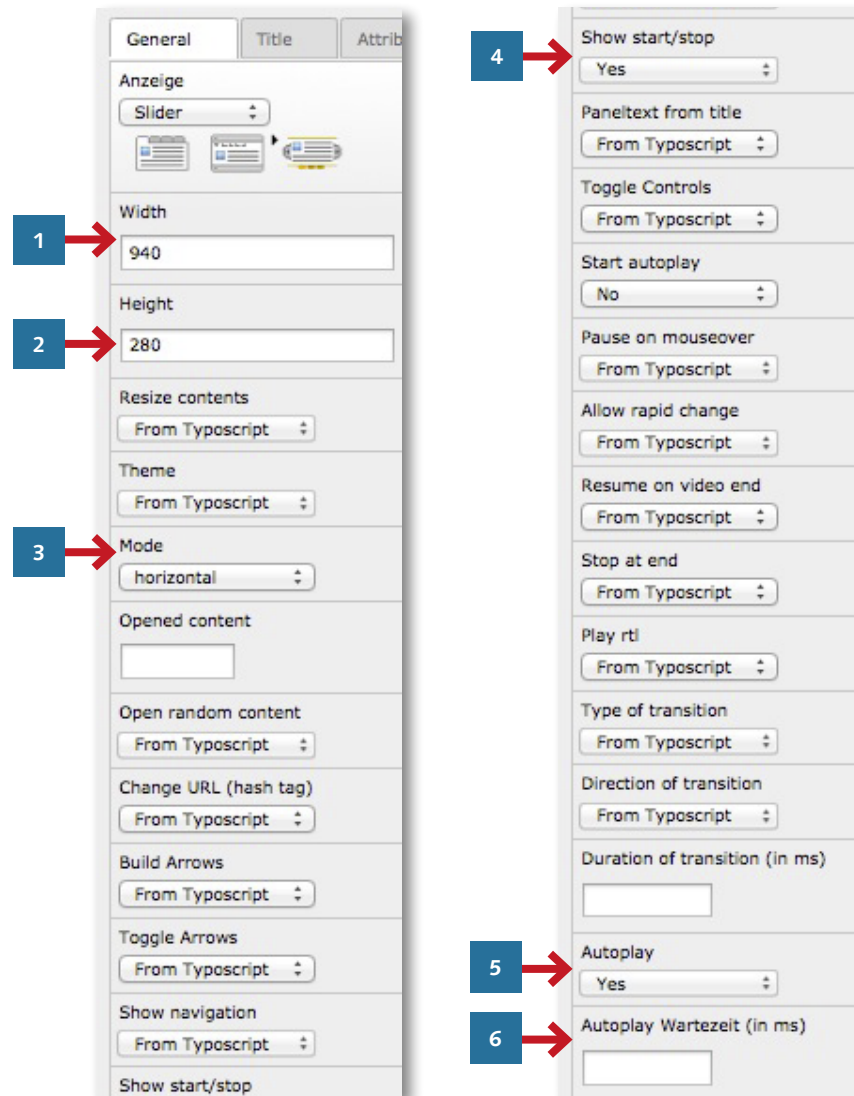 General Title Attrib
Anzeige
Slider
1
Width
940
2
Height
280
Resize contents
From Typoscript
Theme
From Typoscript
3
Mode
horizontal
Opened content
Open random content
From Typoscript
Change URL (hash tag)
From Typoscript
Build Arrows
From Typoscript
Toggle Arrows
From Typoscript
Show navigation
From Typoscript
Show start/stop
4
Show start/stop
Yes
Paneltext from title
From Typoscript
Toggle Controls
From Typoscript
Start autoplay
No
Pause on mouseover
From Typoscript
Allow rapid change
From Typoscript
Resume on video end
From Typoscript
Stop at end
From Typoscript
Play rtl
From Typoscript
Type of transition
From Typoscript
Direction of transition
From Typoscript
Duration of transition (in ms)
5
Autoplay
Yes
6
Autoplay Wartezeit (in ms)